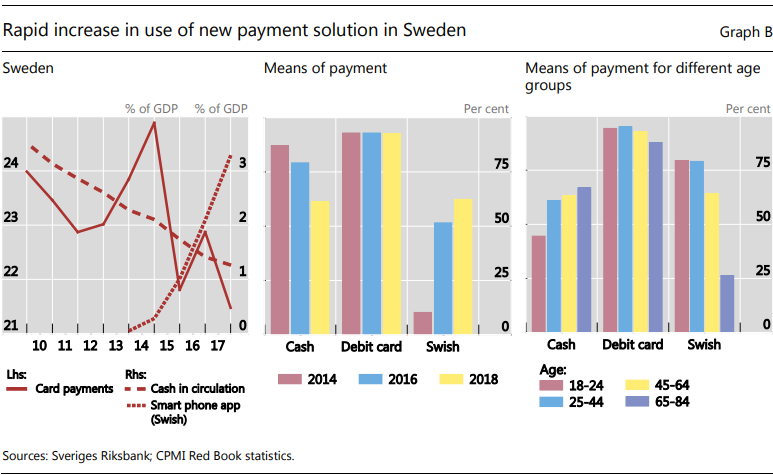 Rapid increase in use of new payment solution in Sweden
Graph B
Sweden
% of GDP % of GDP
24
23
22
21
3
2
1
0
10 11 12 13 14 15 16 17
Lhs:
Card payments
Rhs:
Cash in circulation
Smart phone app
(Swish)
Means of payment
Per cent
75
50
25
0
Cash Debit card Swish
2014 2016 2018
Means of payment for different age
groups
Per cent
75
50
25
0
Cash Debit card Swish
Age:
18-24 45-64
25-44 65-84
Sources: Sveriges Riksbank; CPMI Red Book statistics.